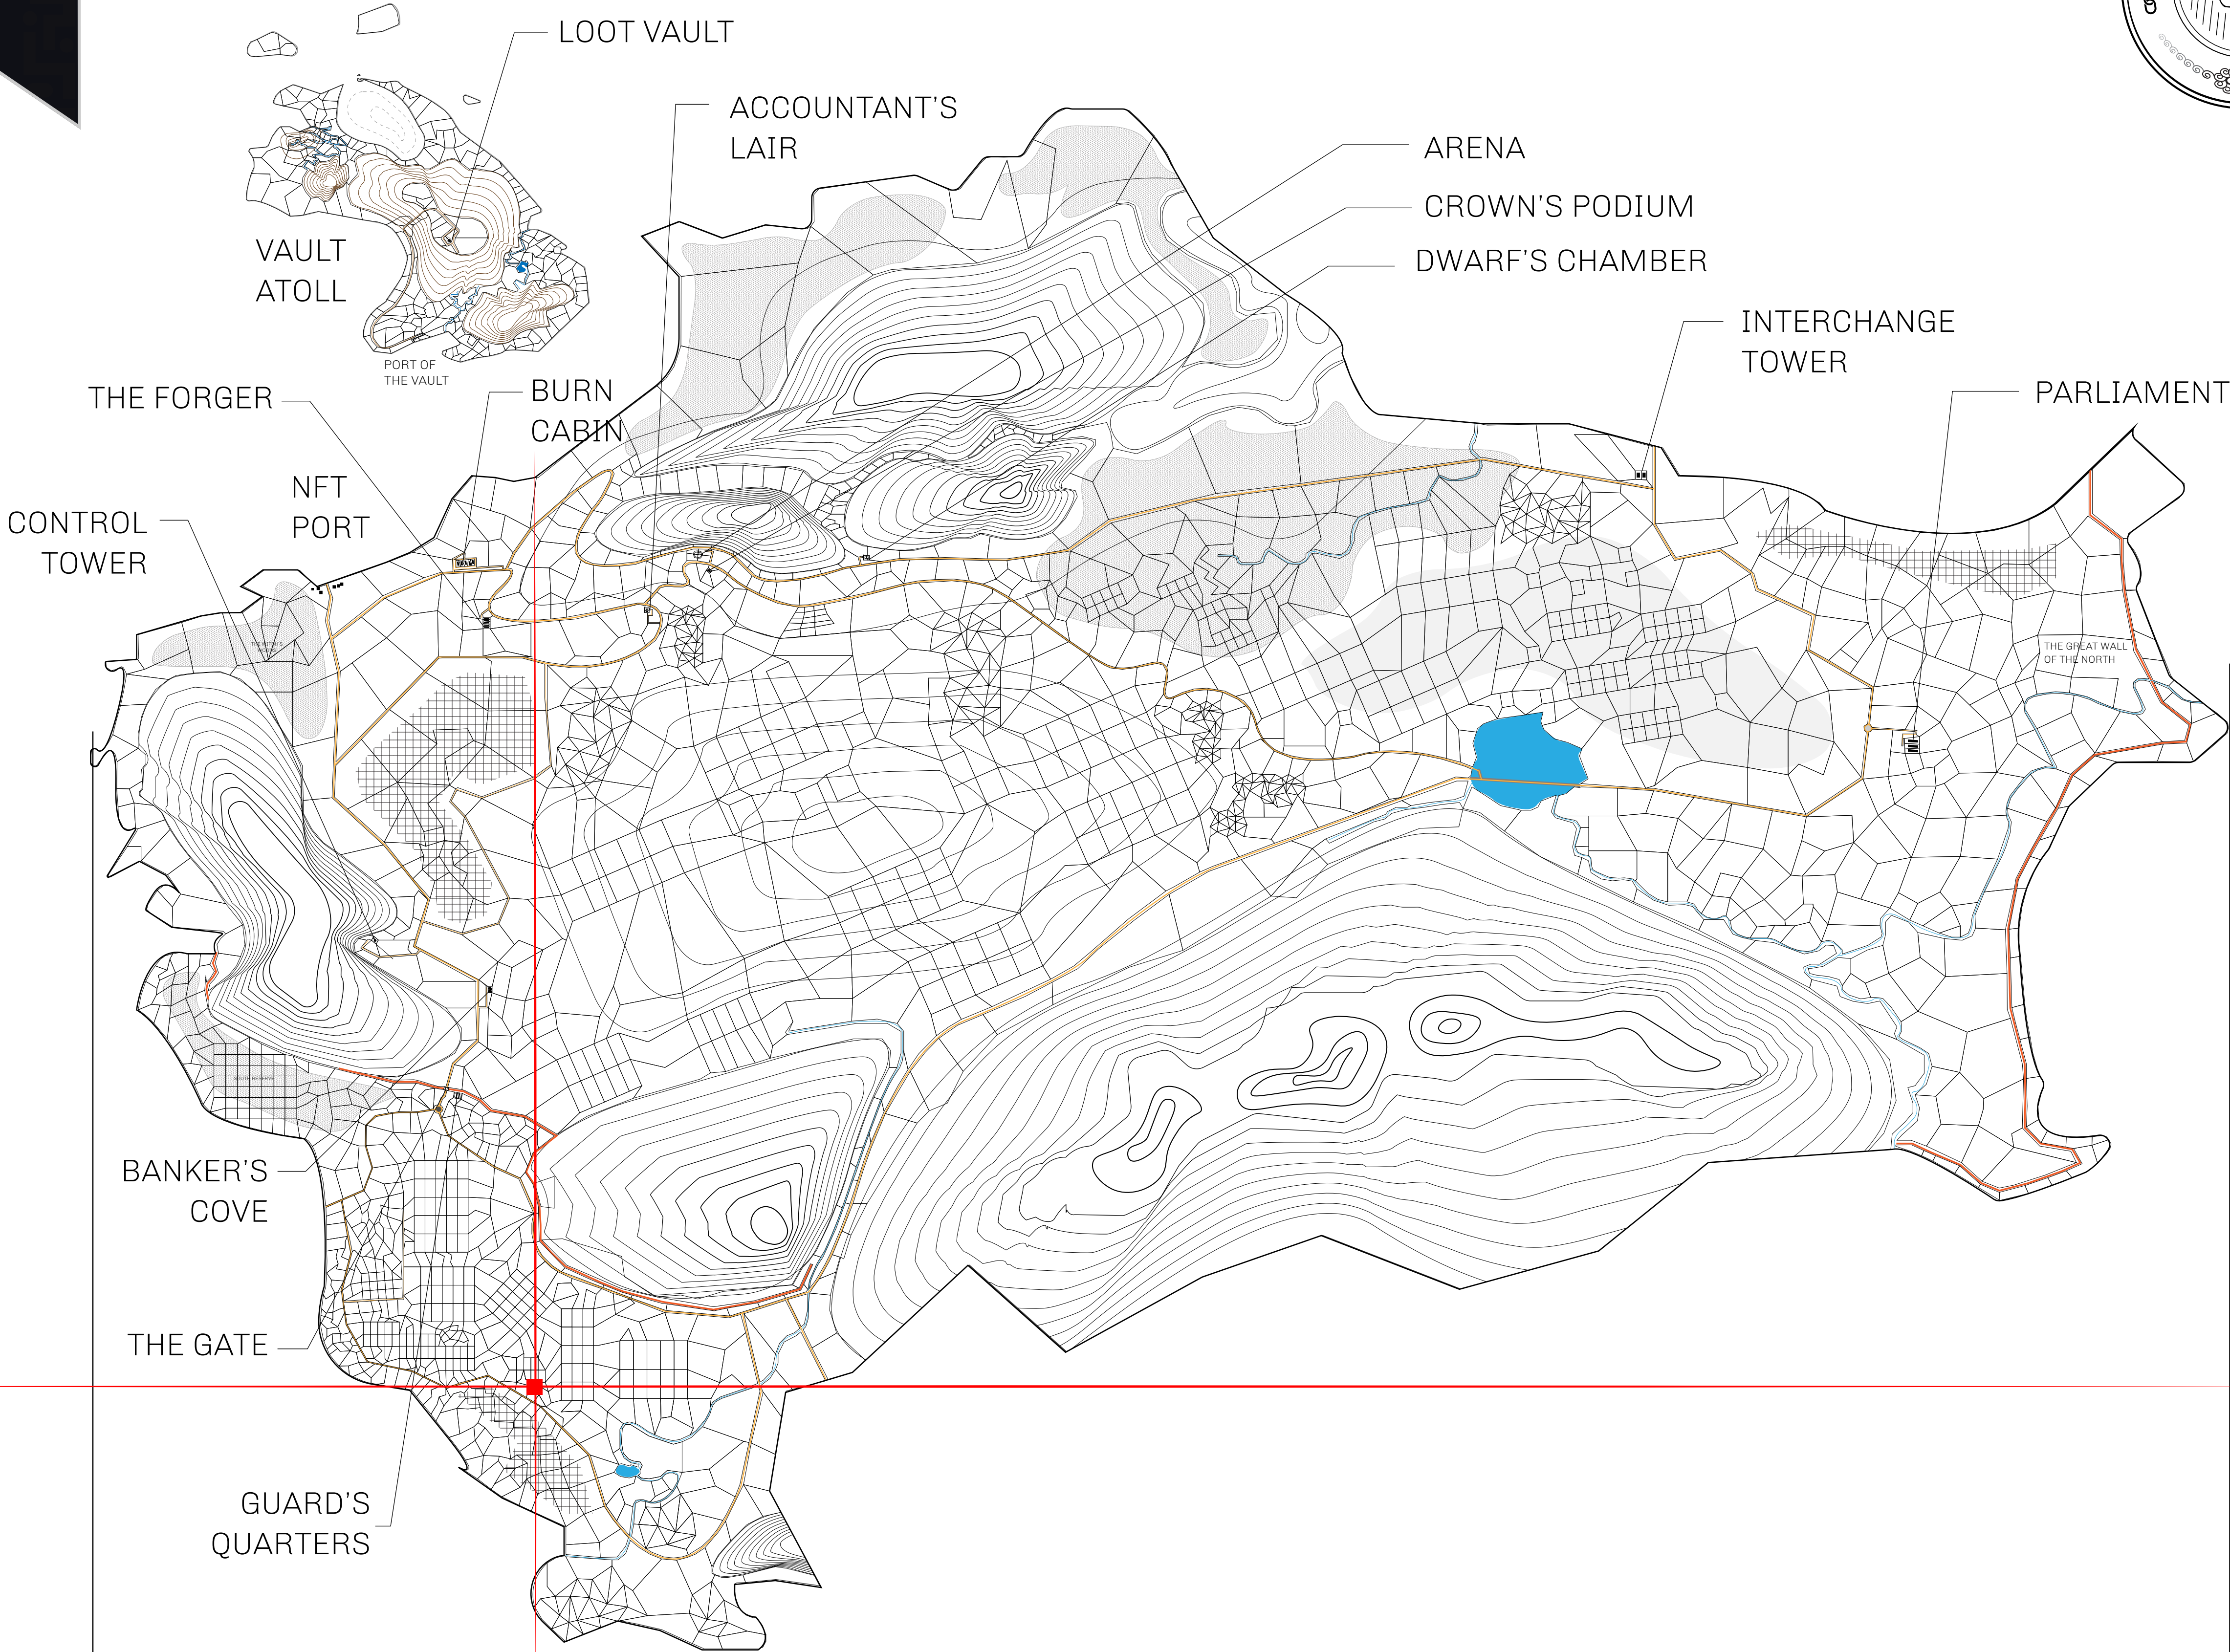 LOOT VAULT
ACCOUNTANT'S
LAIR
ARENA
CROWN'S PODIUM
DWARF'S CHAMBER
VAULT
ATOLL
INTERCHANGE
TOWER
PORT OF
THE VAULT
THE FORGER
BURN
CABIN
PARLIAMENT
NFT
PORT
CONTROL
TOWER
THE GREAT WALL
OF THE NORTH
SOUTH RESERVE
BANKER'S
COVE
THE GATE
GUARD'S
QUARTERS